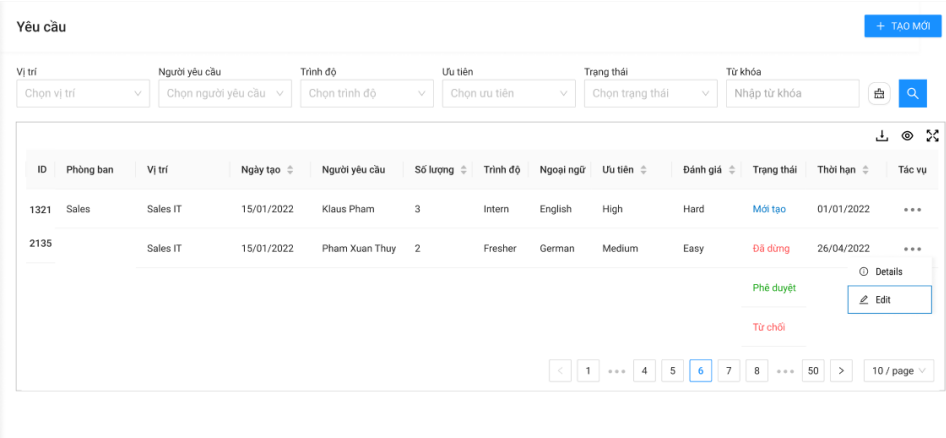 Yêu cầu
+ TẠO MỚI
Vị trí Người yêu cầu Trình độ Ưu tiên Trạng thái Từ khóa
Chọn vị trí Chọn người yêu cầu Chọn trình độ Chọn ưu tiên Chọn trạng thái Nhập từ khóa
ID Phòng ban Vị trí Ngày tạo Người yêu cầu Số lượng Trình độ Ngoại ngữ Ưu tiên Đánh giá Trạng thái Thời hạn Tác vụ
1321 Sales Sales IT 15/01/2022 Klaus Pham 3 Intern English High Hard Mới tạo 01/01/2022 •••
2135 Sales IT 15/01/2022 Pham Xuan Thuy 2 Fresher German Medium Easy Đã dừng 26/04/2022 •••
Details
Phê duyệt
Edit
Từ chối
< 1 ••• 4 5 6 7 8 ••• 50 > 10 / page